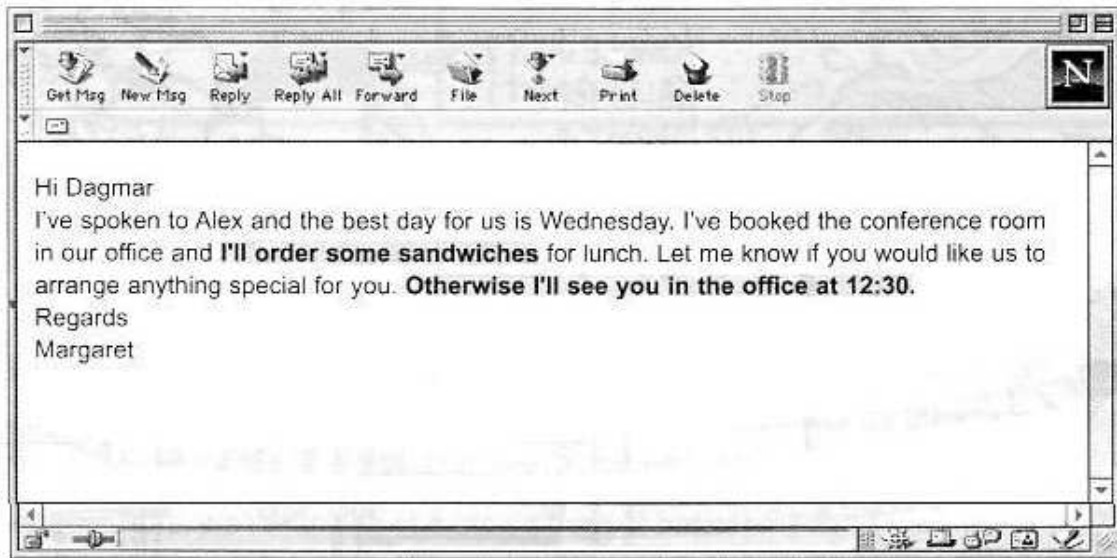 Get Msg New Msg Reply Reply All Forward File Next Print Delete Stop
N
Hi Dagmar
I've spoken to Alex and the best day for us is Wednesday. I've booked the conference room
in our office and I'll order some sandwiches for lunch. Let me know if you would like us to
arrange anything special for you. Otherwise I'll see you in the office at 12:30.
Regards
Margaret